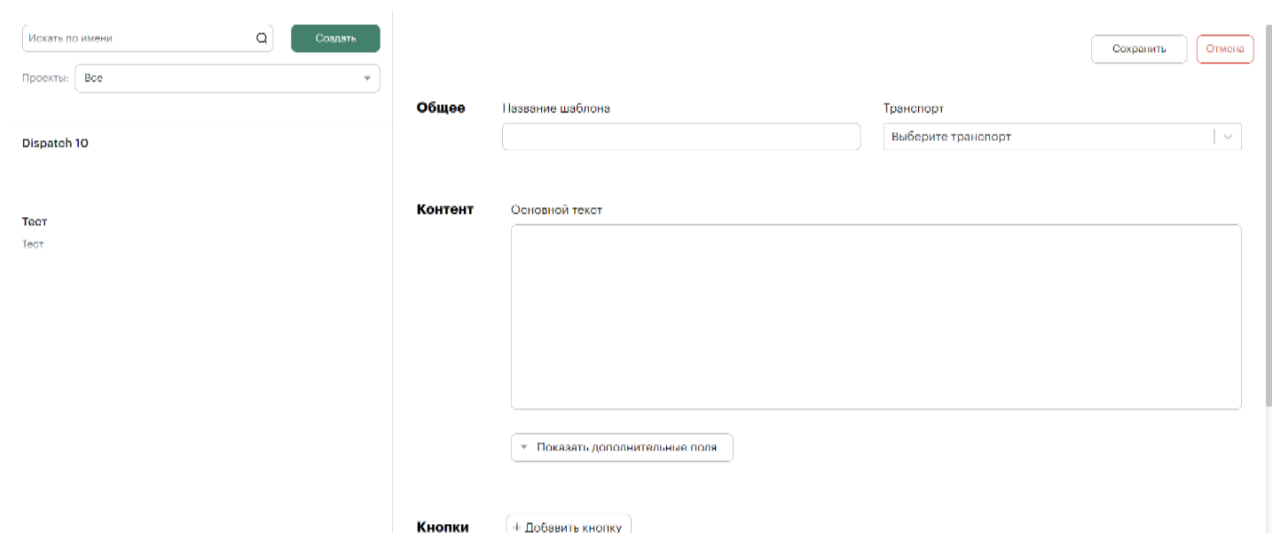 Искать по имени
Создать
Проекты: Все
Dispatch 10
Тест
Тест
Сохранить
Отмена
Общее
Название шаблона
Транспорт
Выберите транспорт
Контент
Основной текст
Показать дополнительные поля
Кнопки
+ Добавить кнопку